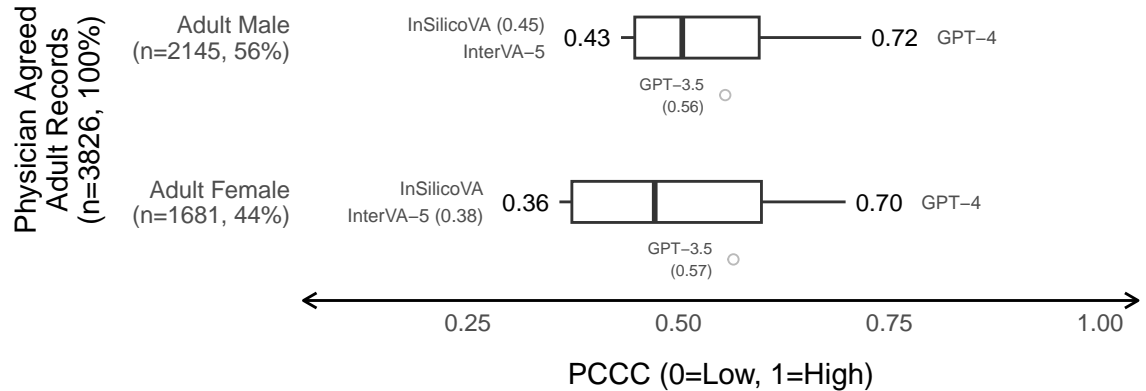 Physician Agreed
Adult Records
(n=3826, 100%)
Adult Male
(n=2145, 56%)
InSilicoVA (0.45)
InterVA−5
0.43
0.72
GPT−4
GPT−3.5
(0.56)
Adult Female
(n=1681, 44%)
InSilicoVA
InterVA−5 (0.38)
0.36
0.70
GPT−4
GPT−3.5
(0.57)
0.25 0.50 0.75 1.00
PCCC (0=Low, 1=High)